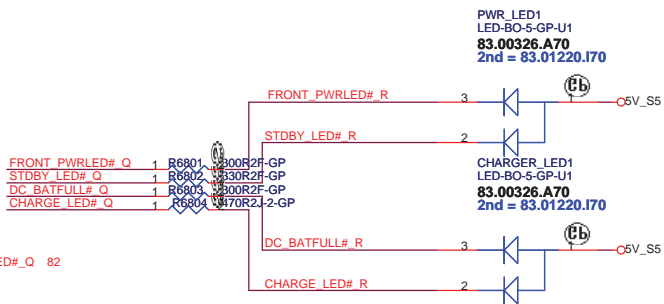 PWR_LED1
LED-BO-5-GP-U1
83.00326.A70
2nd = 83.01220.I70
FRONT_PWRLED#_R 3 1 5V_S5
STDBY_LED#_R 2
FRONT_PWRLED#_Q 1 R6801 300R2F-GP
STDBY_LED#_Q 1 R6802 330R2F-GP
DC_BATFULL#_Q 1 R6803 300R2F-GP
CHARGE_LED#_Q 1 R6804 470R2J-2-GP
CHARGER_LED1
LED-BO-5-GP-U1
83.00326.A70
2nd = 83.01220.I70
DC_BATFULL#_R 3 1 5V_S5
ED#_Q 82
CHARGE_LED#_R 2